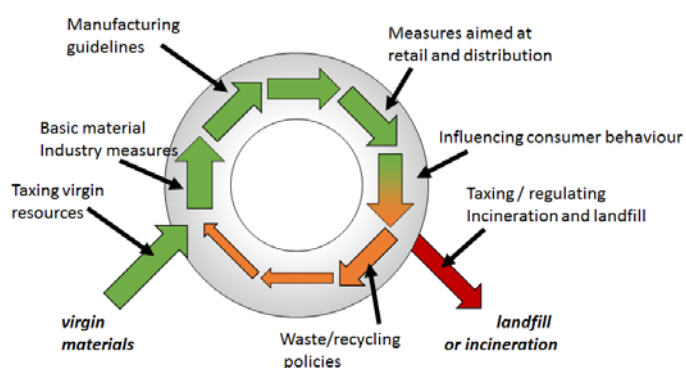 Manufacturing
guidelines
Measures aimed at
retail and distribution
Basic material
Industry measures
Influencing consumer behaviour
Taxing virgin
resources
Taxing / regulating
Incineration and landfill
virgin
materials
Waste/recycling
policies
landfill
or incineration